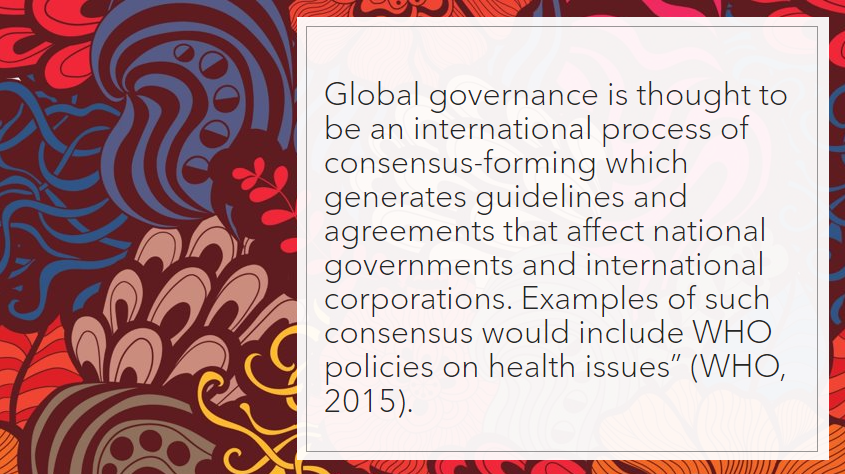 Global governance is thought to
be an international process of
consensus-forming which
generates guidelines and
agreements that affect national
governments and international
corporations. Examples of such
consensus would include WHO
policies on health issues” (WHO,
2015).